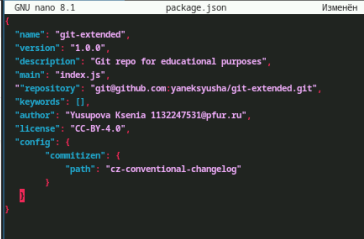 GNU nano 8.1 package.json Изменён
{
"name": "git-extended",
"version": "1.0.0",
"description": "Git repo for educational purposes",
"main": "index.js",
""repository": "git@github.com:yaneksyusha/git-extended.git",
"keywords": [],
"author": "Yusupova Ksenia 1132247531@pfur.ru",
"license": "CC-BY-4.0",
"config": {
"commitizen": {
"path": "cz-conventional-changelog"
}
}
}